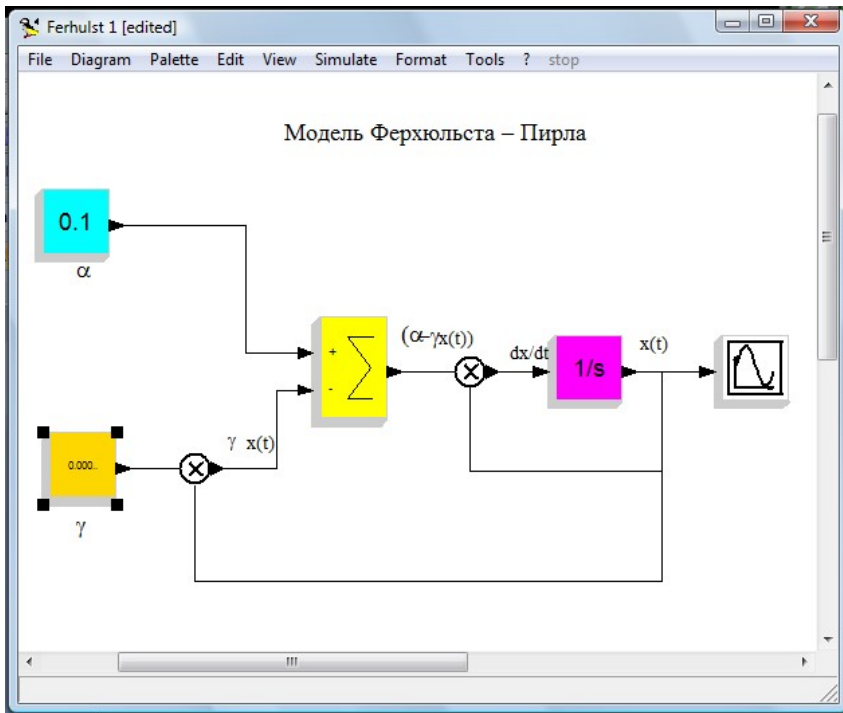 Ferhulst 1 [edited]
File Diagram Palette Edit View Simulate Format Tools ? stop
Модель Ферхюльста – Пирла
0.1
α
+
-
(α–γx(t))
dx/dt
1/s
x(t)
0.000..
γ x(t)
γ